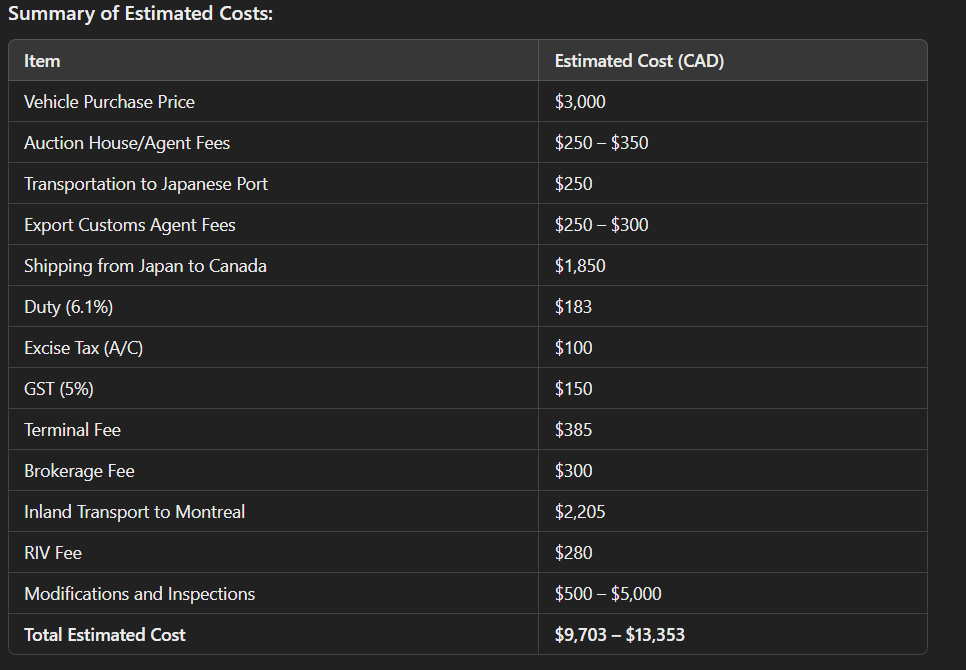 Summary of Estimated Costs:
Item Estimated Cost (CAD)
Vehicle Purchase Price $3,000
Auction House/Agent Fees $250 – $350
Transportation to Japanese Port $250
Export Customs Agent Fees $250 – $300
Shipping from Japan to Canada $1,850
Duty (6.1%) $183
Excise Tax (A/C) $100
GST (5%) $150
Terminal Fee $385
Brokerage Fee $300
Inland Transport to Montreal $2,205
RIV Fee $280
Modifications and Inspections $500 – $5,000
Total Estimated Cost $9,703 – $13,353